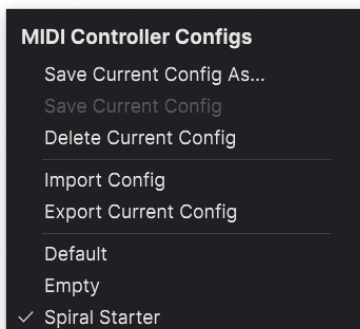 MIDI Controller Configs
Save Current Config As...
Save Current Config
Delete Current Config
Import Config
Export Current Config
Default
Empty
Spiral Starter